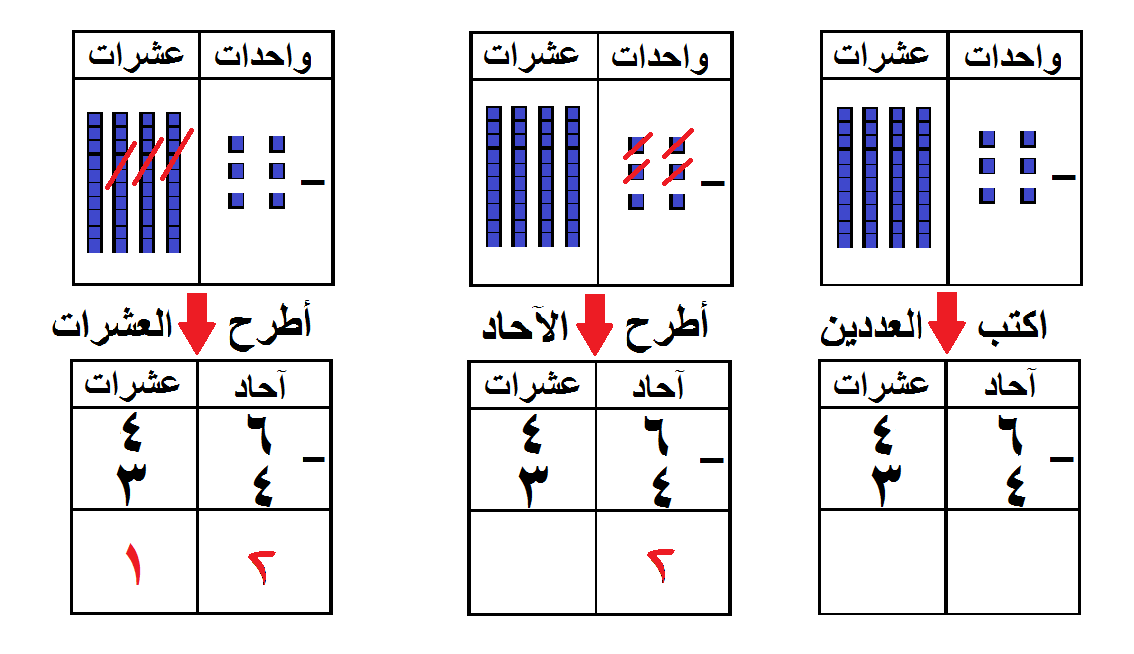 واحدات عشرات
–
اكتب العددين
آحاد عشرات
– ٦ ٤
٤ ٣
واحدات عشرات
–
أطرح الآحاد
آحاد عشرات
– ٦ ٤
٤ ٣
٢
واحدات عشرات
–
أطرح العشرات
آحاد عشرات
– ٦ ٤
٤ ٣
٢ ١